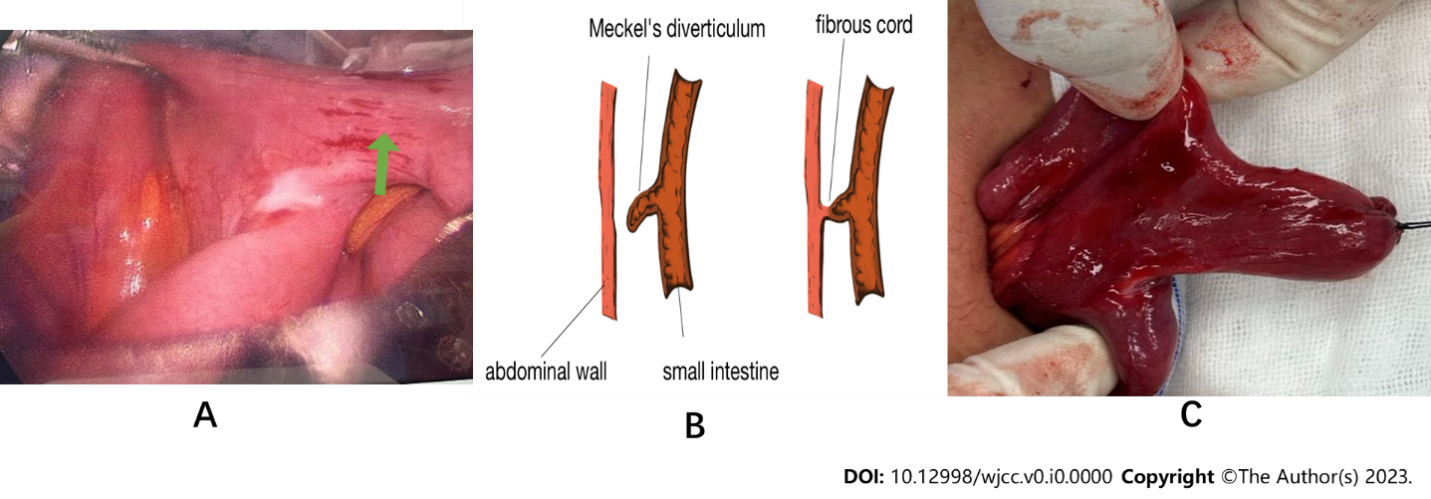 Meckel's diverticulum
fibrous cord
abdominal wall
small intestine
A
B
C
DOI: 10.12998/wjcc.v0.i0.0000 Copyright ©The Author(s) 2023.